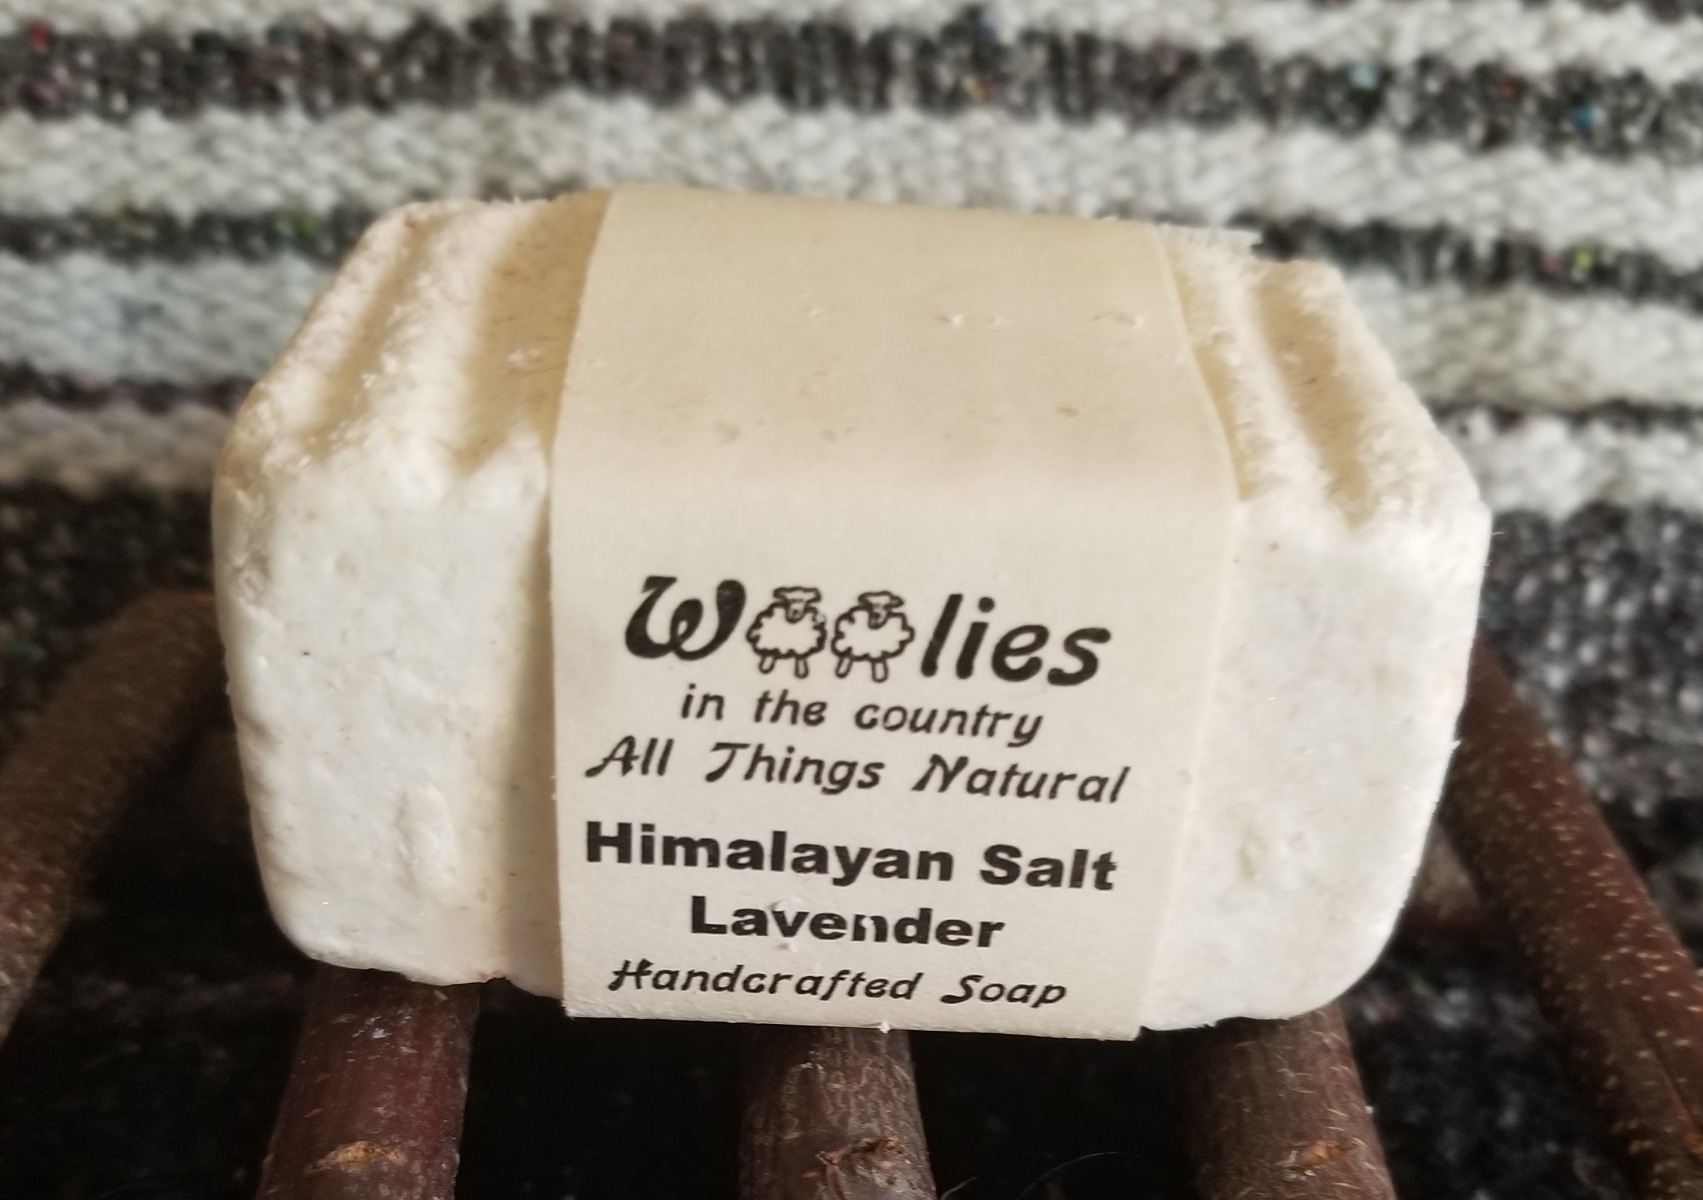 Woolies
in the country
All Things Natural
Himalayan Salt
Lavender
Handcrafted Soap